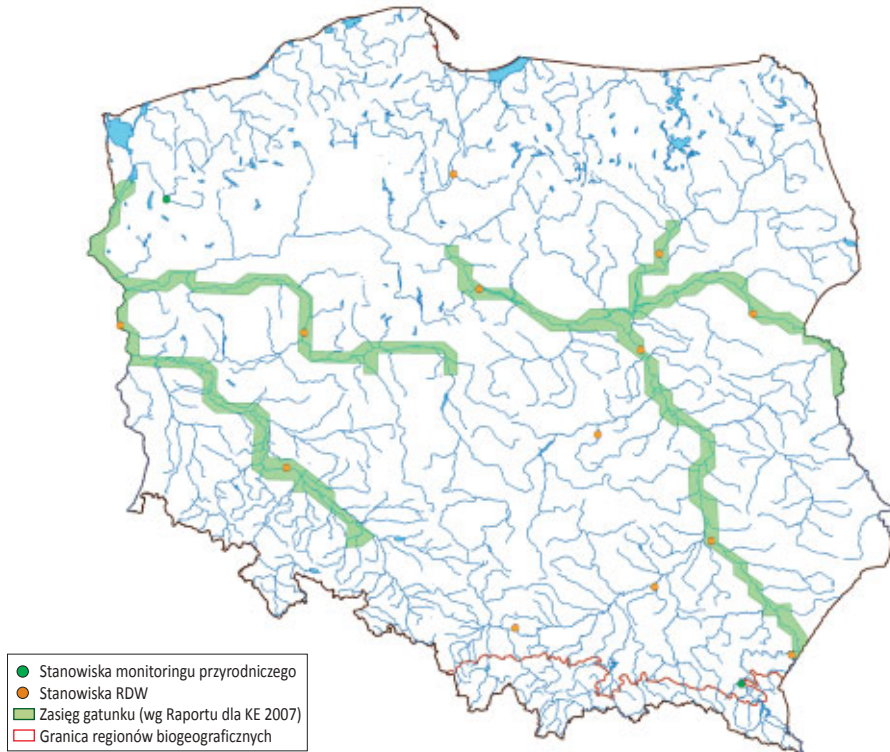 Stanowiska monitoringu przyrodniczego
Stanowiska RDW
Zasięg gatunku (wg Raportu dla KE 2007)
Granica regionów biogeograficznych